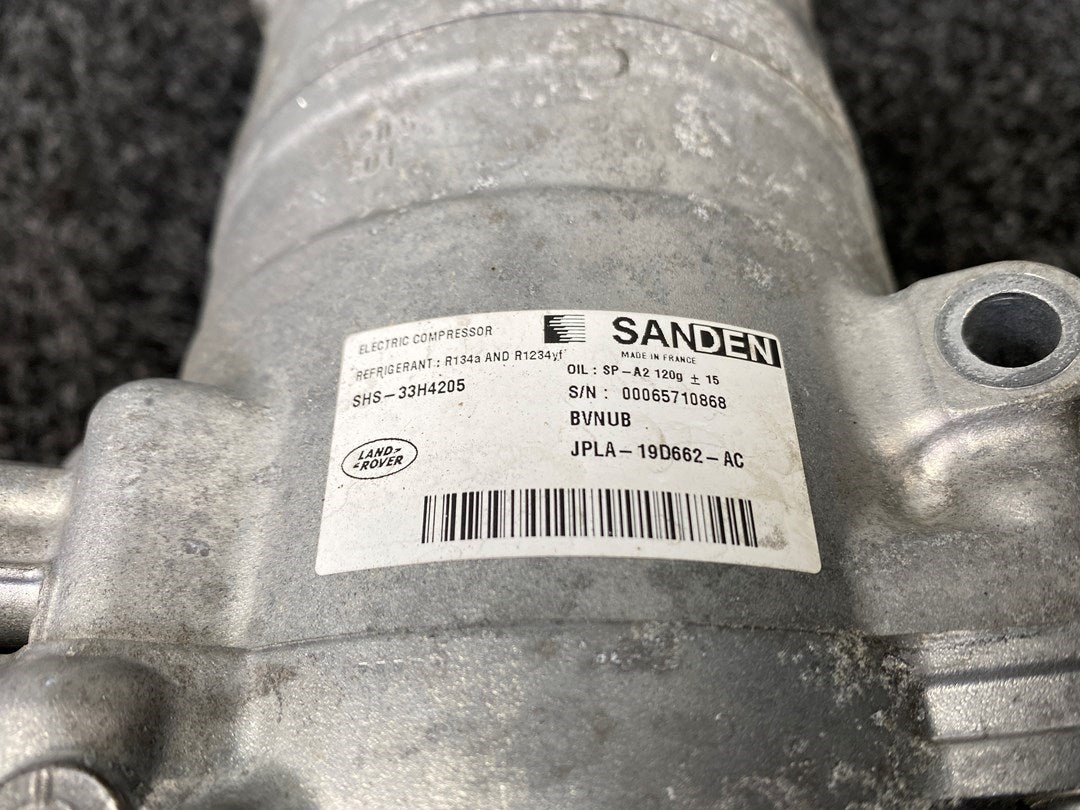 ELECTRIC COMPRESSOR
SANDEN
MADE IN FRANCE
REFRIGERANT : R134a AND R1234yf
OIL : SP-A2 120g ± 15
SHS-33H4205
S/N : 00065710868
BVNUB
LAND ROVER
JPLA-19D662-AC